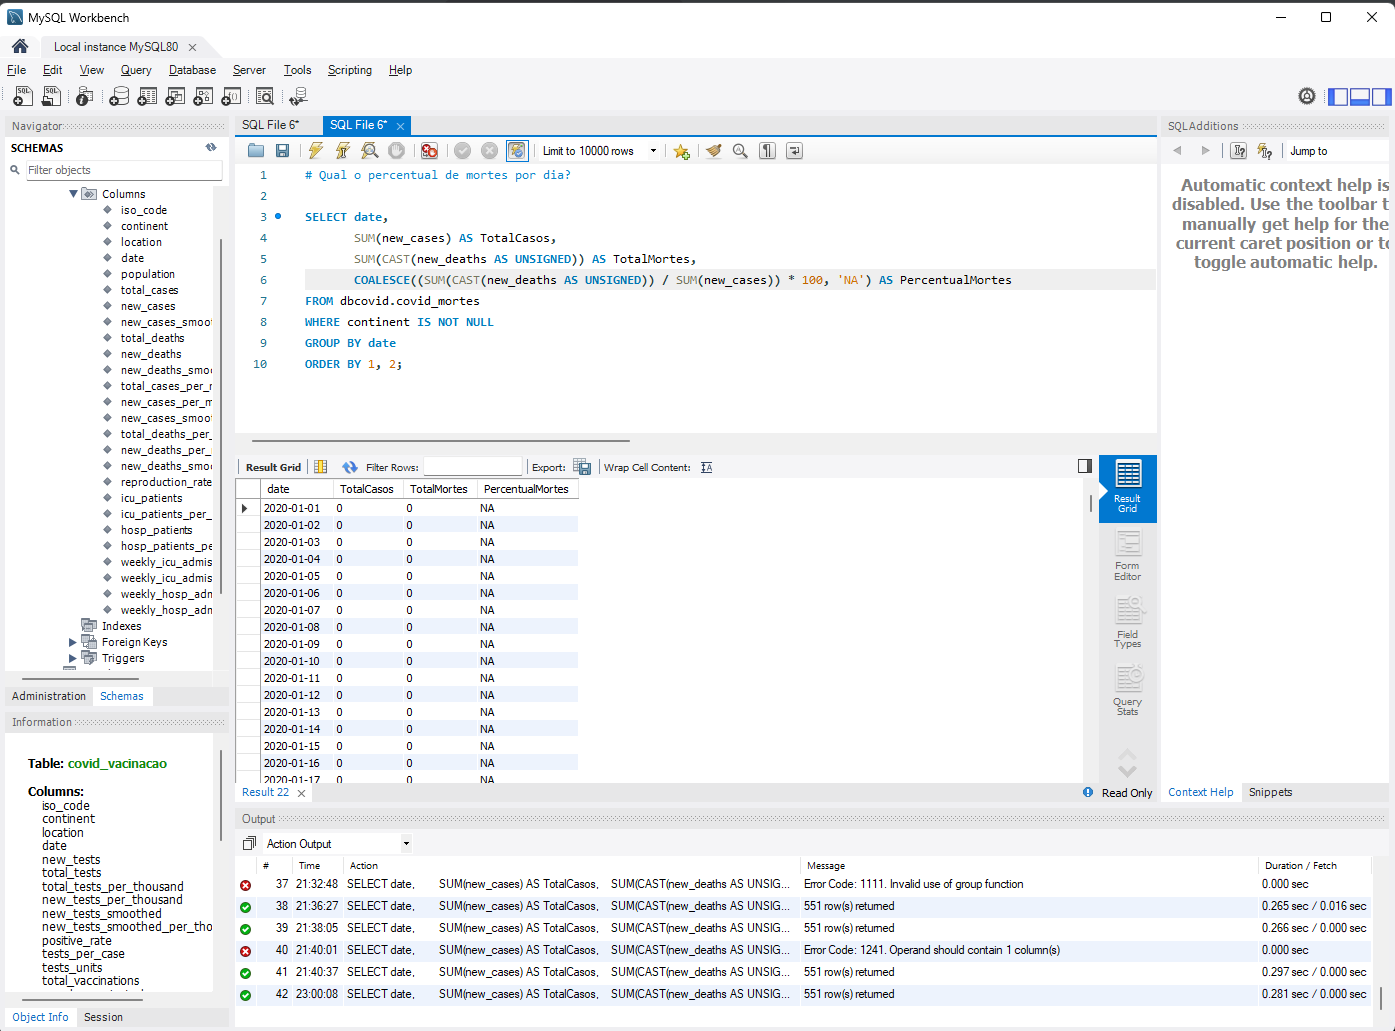 MySQL Workbench
Local instance MySQL80
File Edit View Query Database Server Tools Scripting Help
Navigator
SCHEMAS
Filter objects
Columns
iso_code
continent
location
date
population
total_cases
new_cases
new_cases_smoo
total_deaths
new_deaths
new_deaths_smo
total_cases_per_r
new_cases_per_m
new_cases_smoo
total_deaths_per_
new_deaths_per_
new_deaths_smo
reproduction_rate
icu_patients
icu_patients_per_
hosp_patients
hosp_patients_pe
weekly_icu_admis
weekly_icu_admis
weekly_hosp_adn
weekly_hosp_adn
Indexes
Foreign Keys
Triggers
Administration Schemas
Information
Table: covid_vacinacao
Columns:
iso_code
continent
location
date
new_tests
total_tests
total_tests_per_thousand
new_tests_per_thousand
new_tests_smoothed
new_tests_smoothed_per_tho
positive_rate
tests_per_case
tests_units
total_vaccinations
Object Info Session
SQL File 6* SQL File 6*
Limit to 10000 rows
1 # Qual o percentual de mortes por dia?
2
3 SELECT date,
4 SUM(new_cases) AS TotalCasos,
5 SUM(CAST(new_deaths AS UNSIGNED)) AS TotalMortes,
6 COALESCE((SUM(CAST(new_deaths AS UNSIGNED)) / SUM(new_cases)) * 100, 'NA') AS PercentualMortes
7 FROM dbcovid.covid_mortes
8 WHERE continent IS NOT NULL
9 GROUP BY date
10 ORDER BY 1, 2;
Result Grid Filter Rows: Export: Wrap Cell Content:
date TotalCasos TotalMortes PercentualMortes
2020-01-01 0 0 NA
2020-01-02 0 0 NA
2020-01-03 0 0 NA
2020-01-04 0 0 NA
2020-01-05 0 0 NA
2020-01-06 0 0 NA
2020-01-07 0 0 NA
2020-01-08 0 0 NA
2020-01-09 0 0 NA
2020-01-10 0 0 NA
2020-01-11 0 0 NA
2020-01-12 0 0 NA
2020-01-13 0 0 NA
2020-01-14 0 0 NA
2020-01-15 0 0 NA
2020-01-16 0 0 NA
2020-01-17 0 0 NA
Result
Grid
Form
Editor
Field
Types
Query
Stats
Result 22
Read Only
SQLAdditions
Jump to
Automatic context help is
disabled. Use the toolbar t
manually get help for the
current caret position or to
toggle automatic help.
Context Help Snippets
Output
Action Output
# Time Action Message Duration / Fetch
37 21:32:48 SELECT date, SUM(new_cases) AS TotalCasos, SUM(CAST(new_deaths AS UNSIG... Error Code: 1111. Invalid use of group function 0.000 sec
38 21:36:27 SELECT date, SUM(new_cases) AS TotalCasos, SUM(CAST(new_deaths AS UNSIG... 551 row(s) returned 0.265 sec / 0.016 sec
39 21:38:05 SELECT date, SUM(new_cases) AS TotalCasos, SUM(CAST(new_deaths AS UNSIG... 551 row(s) returned 0.266 sec / 0.000 sec
40 21:40:01 SELECT date, SUM(new_cases) AS TotalCasos, SUM(CAST(new_deaths AS UNSIG... Error Code: 1241. Operand should contain 1 column(s) 0.000 sec
41 21:40:37 SELECT date, SUM(new_cases) AS TotalCasos, SUM(CAST(new_deaths AS UNSIG... 551 row(s) returned 0.297 sec / 0.000 sec
42 23:00:08 SELECT date, SUM(new_cases) AS TotalCasos, SUM(CAST(new_deaths AS UNSIG... 551 row(s) returned 0.281 sec / 0.000 sec